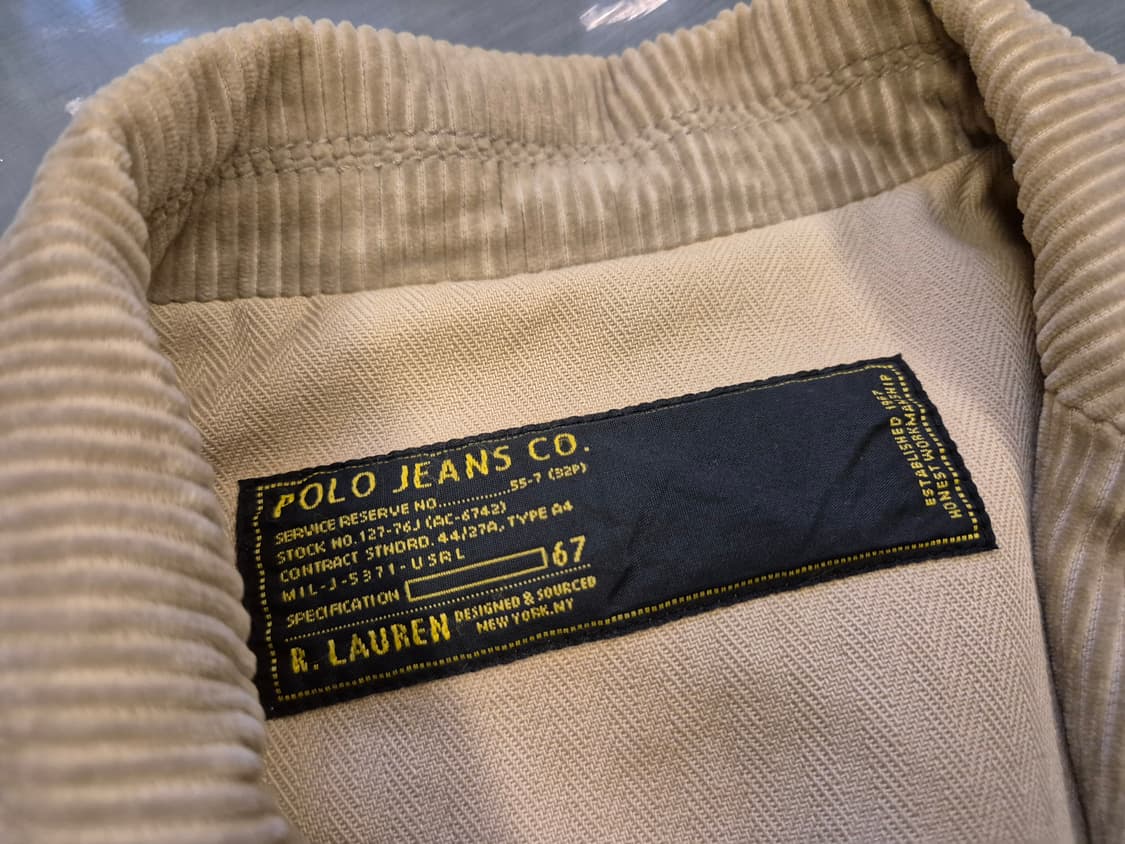 POLO JEANS CO.
SERVICE RESERVE NO..............55-7 (32P)
STOCK NO.127-76J (AC-6742)
CONTRACT STNDRD. 44/27A, TYPE A4
MIL-J-5371-USRL
SPECIFICATION 67
R. LAUREN DESIGNED & SOURCED
NEW YORK.NY
ESTABLISHED 1967
HONEST WORKMANSHIP